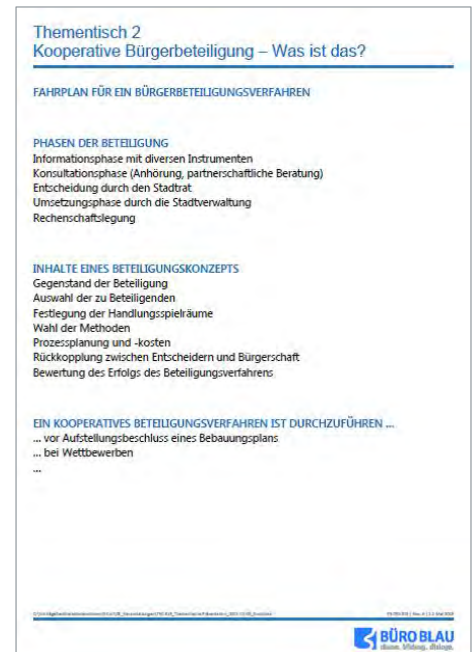 Thementisch 2
Kooperative Bürgerbeteiligung – Was ist das?
FAHRPLAN FÜR EIN BÜRGERBETEILIGUNGSVERFAHREN
PHASEN DER BETEILIGUNG
Informationsphase mit diversen Instrumenten
Konsultationsphase (Anhörung, partnerschaftliche Beratung)
Entscheidung durch den Stadtrat
Umsetzungsphase durch die Stadtverwaltung
Rechenschaftslegung
INHALTE EINES BETEILIGUNGSKONZEPTS
Gegenstand der Beteiligung
Auswahl der zu Beteiligenden
Festlegung der Handlungsspielräume
Wahl der Methoden
Prozessplanung und -kosten
Rückkopplung zwischen Entscheidern und Bürgerschaft
Bewertung des Erfolgs des Beteiligungsverfahrens
EIN KOOPERATIVES BETEILIGUNGSVERFAHREN IST DURCHZUFÜHREN ...
... vor Aufstellungsbeschluss eines Bebauungsplans
... bei Wettbewerben
...
BÜRO BLAU